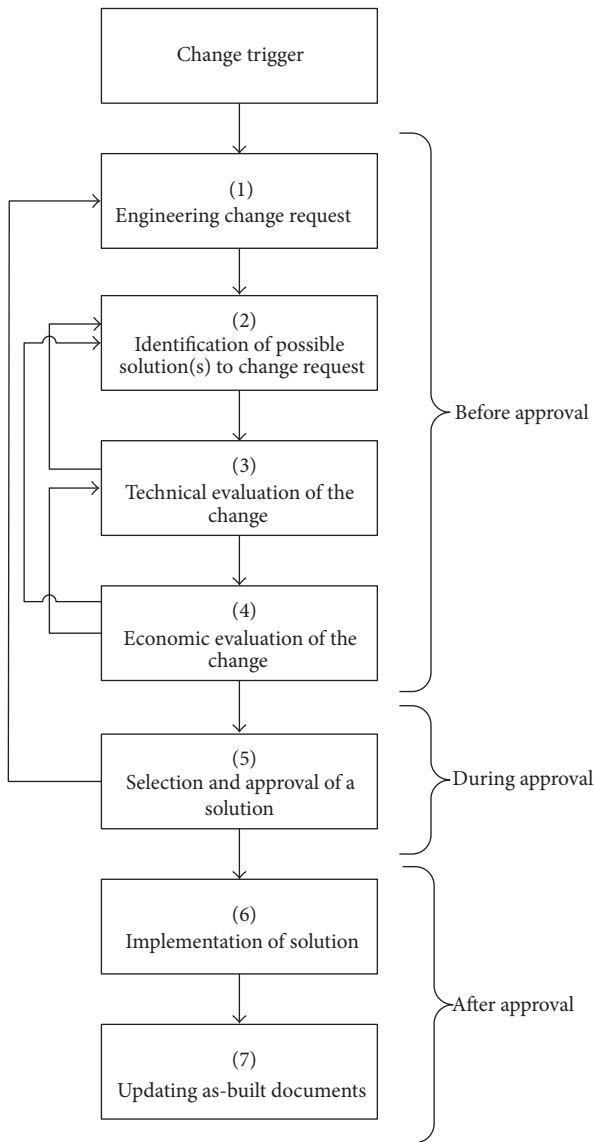 Change trigger
(1)
Engineering change request
(2)
Identification of possible
solution(s) to change request
(3)
Technical evaluation of the
change
(4)
Economic evaluation of the
change
Before approval
(5)
Selection and approval of a
solution
During approval
(6)
Implementation of solution
(7)
Updating as-built documents
After approval